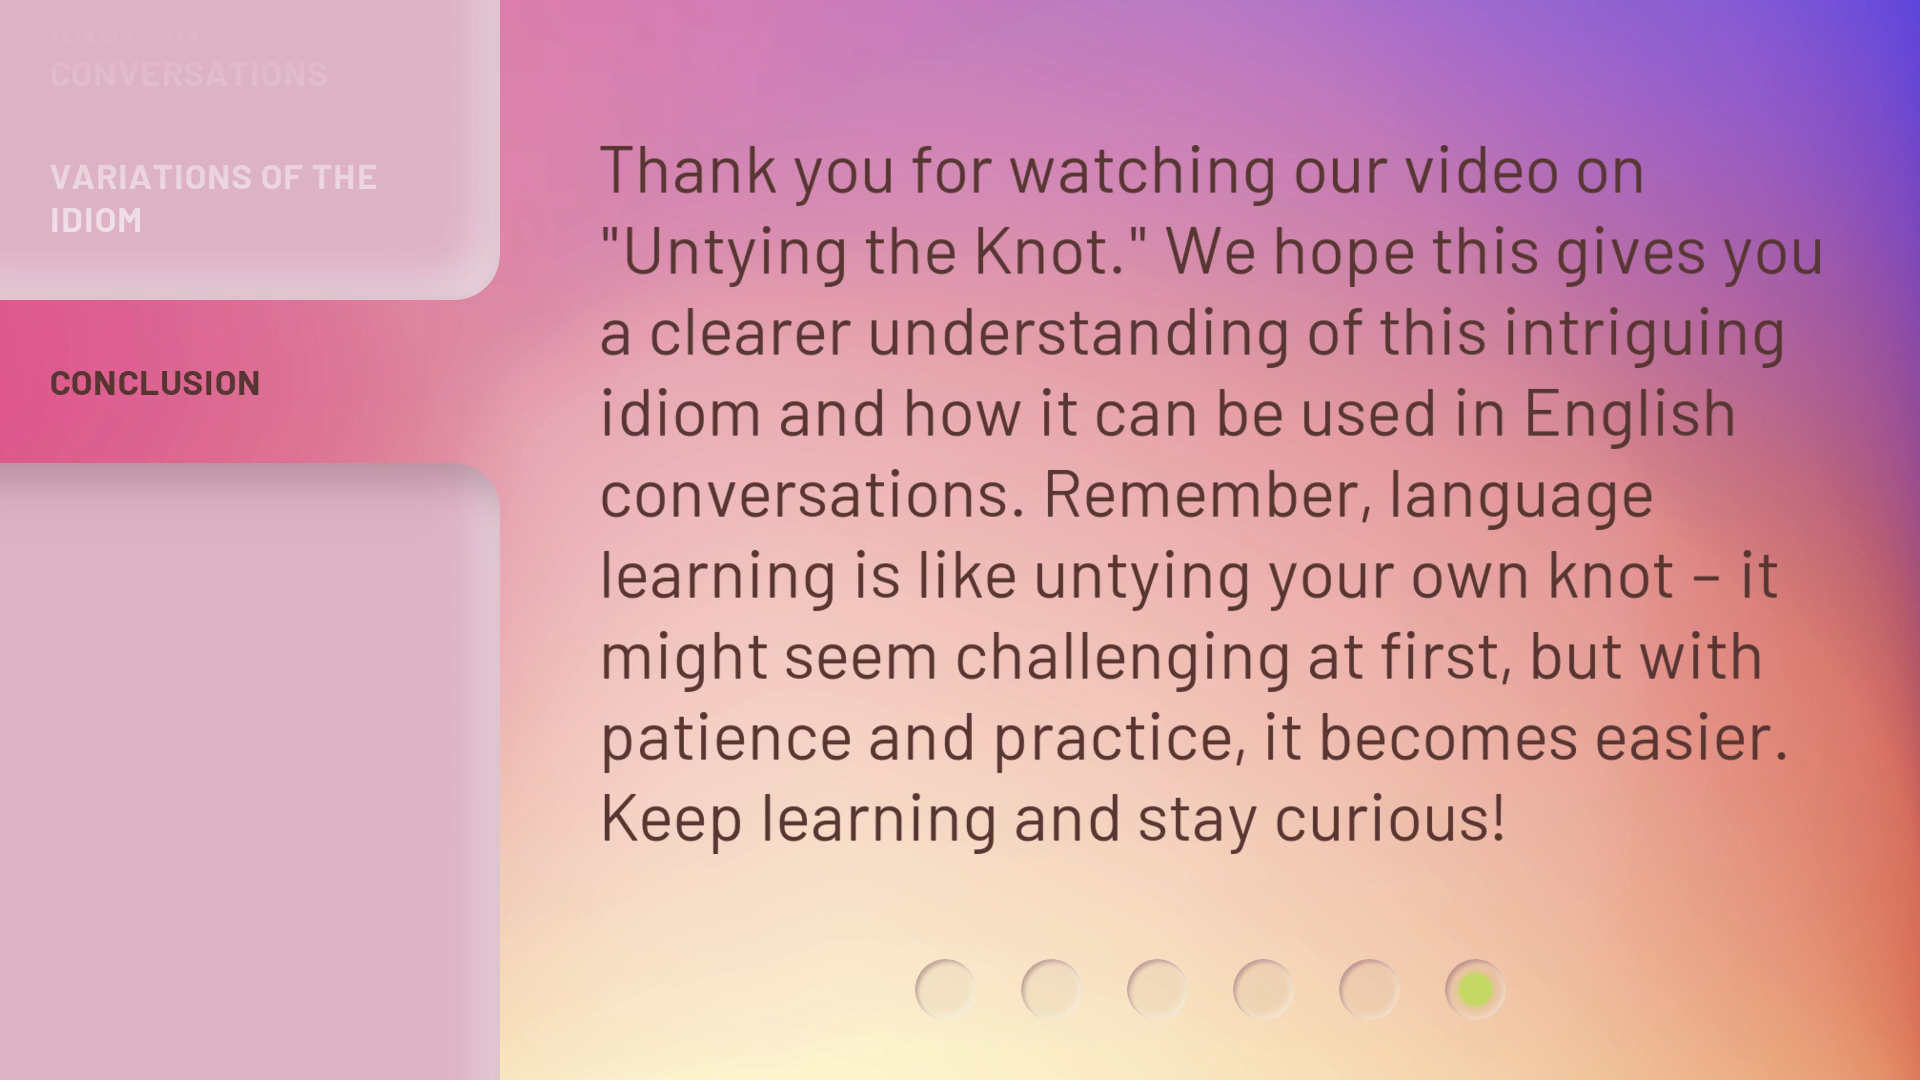 KNOT" IN
CONVERSATIONS
VARIATIONS OF THE
IDIOM
CONCLUSION
Thank you for watching our video on
"Untying the Knot." We hope this gives you
a clearer understanding of this intriguing
idiom and how it can be used in English
conversations. Remember, language
learning is like untying your own knot – it
might seem challenging at first, but with
patience and practice, it becomes easier.
Keep learning and stay curious!